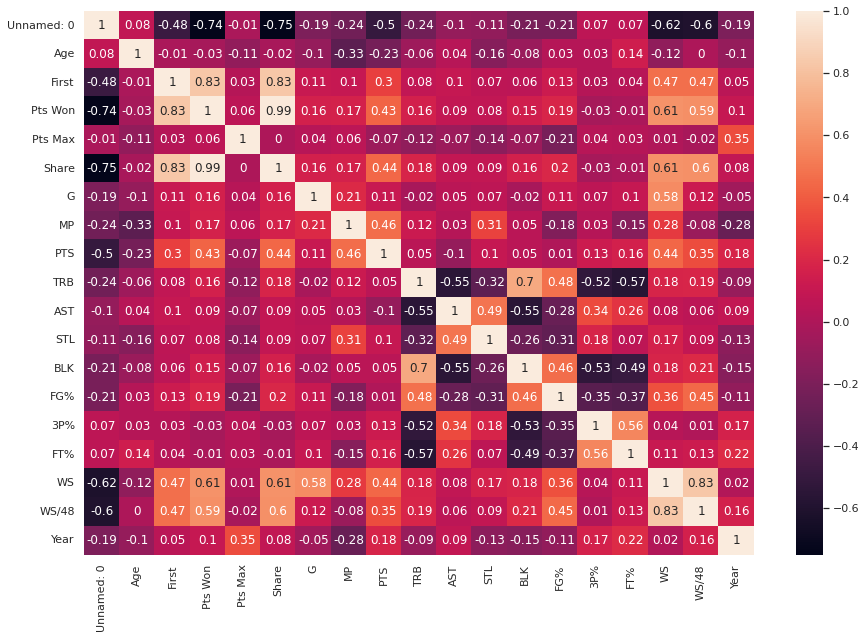 Unnamed: 0 1 0.08 -0.48 -0.74 -0.01 -0.75 -0.19 -0.24 -0.5 -0.24 -0.1 -0.11 -0.21 -0.21 0.07 0.07 -0.62 -0.6 -0.19
Age 0.08 1 -0.01 -0.03 -0.11 -0.02 -0.1 -0.33 -0.23 -0.06 0.04 -0.16 -0.08 0.03 0.03 0.14 -0.12 0 -0.1
First -0.48 -0.01 1 0.83 0.03 0.83 0.11 0.1 0.3 0.08 0.1 0.07 0.06 0.13 0.03 0.04 0.47 0.47 0.05
Pts Won -0.74 -0.03 0.83 1 0.06 0.99 0.16 0.17 0.43 0.16 0.09 0.08 0.15 0.19 -0.03 -0.01 0.61 0.59 0.1
Pts Max -0.01 -0.11 0.03 0.06 1 0 0.04 0.06 -0.07 -0.12 -0.07 -0.14 -0.07 -0.21 0.04 0.03 0.01 -0.02 0.35
Share -0.75 -0.02 0.83 0.99 0 1 0.16 0.17 0.44 0.18 0.09 0.09 0.16 0.2 -0.03 -0.01 0.61 0.6 0.08
G -0.19 -0.1 0.11 0.16 0.04 0.16 1 0.21 0.11 -0.02 0.05 0.07 -0.02 0.11 0.07 0.1 0.58 0.12 -0.05
MP -0.24 -0.33 0.1 0.17 0.06 0.17 0.21 1 0.46 0.12 0.03 0.31 0.05 -0.18 0.03 -0.15 0.28 -0.08 -0.28
PTS -0.5 -0.23 0.3 0.43 -0.07 0.44 0.11 0.46 1 0.05 -0.1 0.1 0.05 0.01 0.13 0.16 0.44 0.35 0.18
TRB -0.24 -0.06 0.08 0.16 -0.12 0.18 -0.02 0.12 0.05 1 -0.55 -0.32 0.7 0.48 -0.52 -0.57 0.18 0.19 -0.09
AST -0.1 0.04 0.1 0.09 -0.07 0.09 0.05 0.03 -0.1 -0.55 1 0.49 -0.55 -0.28 0.34 0.26 0.08 0.06 0.09
STL -0.11 -0.16 0.07 0.08 -0.14 0.09 0.07 0.31 0.1 -0.32 0.49 1 -0.26 -0.31 0.18 0.07 0.17 0.09 -0.13
BLK -0.21 -0.08 0.06 0.15 -0.07 0.16 -0.02 0.05 0.05 0.7 -0.55 -0.26 1 0.46 -0.53 -0.49 0.18 0.21 -0.15
FG% -0.21 0.03 0.13 0.19 -0.21 0.2 0.11 -0.18 0.01 0.48 -0.28 -0.31 0.46 1 -0.35 -0.37 0.36 0.45 -0.11
3P% 0.07 0.03 0.03 -0.03 0.04 -0.03 0.07 0.03 0.13 -0.52 0.34 0.18 -0.53 -0.35 1 0.56 0.04 0.01 0.17
FT% 0.07 0.14 0.04 -0.01 0.03 -0.01 0.1 -0.15 0.16 -0.57 0.26 0.07 -0.49 -0.37 0.56 1 0.11 0.13 0.22
WS -0.62 -0.12 0.47 0.61 0.01 0.61 0.58 0.28 0.44 0.18 0.08 0.17 0.18 0.36 0.04 0.11 1 0.83 0.02
WS/48 -0.6 0 0.47 0.59 -0.02 0.6 0.12 -0.08 0.35 0.19 0.06 0.09 0.21 0.45 0.01 0.13 0.83 1 0.16
Year -0.19 -0.1 0.05 0.1 0.35 0.08 -0.05 -0.28 0.18 -0.09 0.09 -0.13 -0.15 -0.11 0.17 0.22 0.02 0.16 1
Unnamed: 0 Age First Pts Won Pts Max Share G MP PTS TRB AST STL BLK FG% 3P% FT% WS WS/48 Year
1.0
0.8
0.6
0.4
0.2
0.0
−0.2
−0.4
−0.6